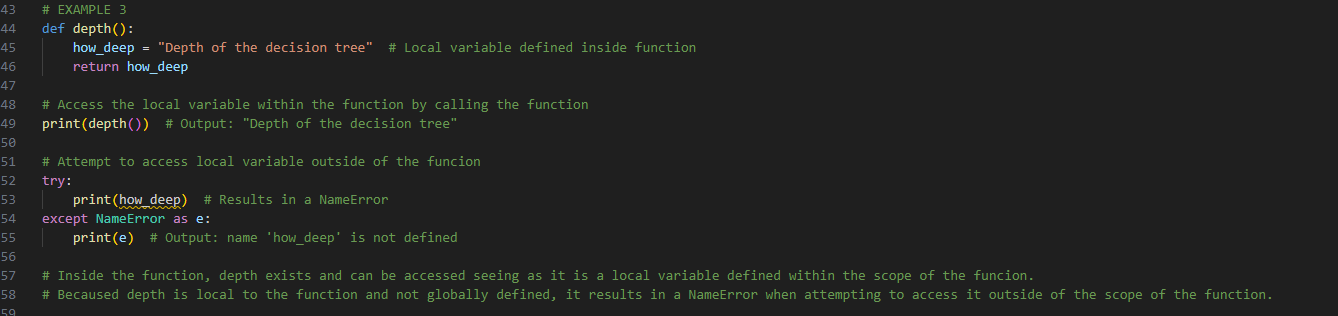 43 # EXAMPLE 3
44 def depth():
45     how_deep = "Depth of the decision tree"  # Local variable defined inside function
46     return how_deep
47
48 # Access the local variable within the function by calling the function
49 print(depth())  # Output: "Depth of the decision tree"
50
51 # Attempt to access local variable outside of the funcion
52 try:
53     print(how_deep)  # Results in a NameError
54 except NameError as e:
55     print(e)  # Output: name 'how_deep' is not defined
56
57 # Inside the function, depth exists and can be accessed seeing as it is a local variable defined within the scope of the funcion.
58 # Becaused depth is local to the function and not globally defined, it results in a NameError when attempting to access it outside of the scope of the function.
59